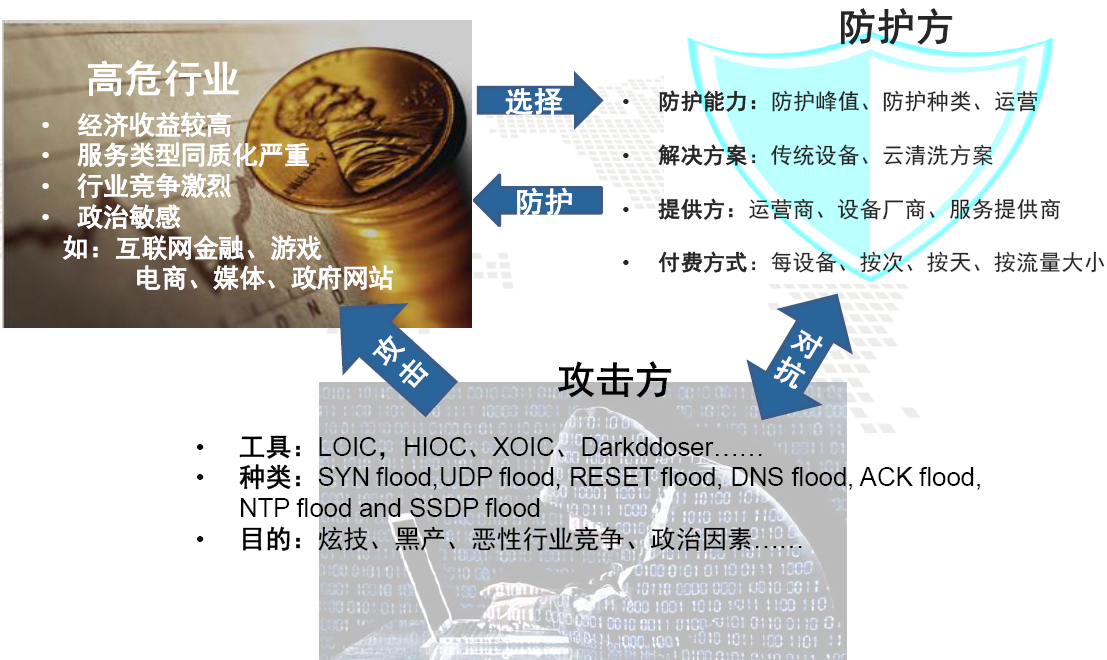 防护方
高危行业
• 经济收益较高
• 服务类型同质化严重
• 行业竞争激烈
• 政治敏感
如：互联网金融、游戏
电商、媒体、政府网站
选择
防护
• 防护能力：防护峰值、防护种类、运营
• 解决方案：传统设备、云清洗方案
• 提供方：运营商、设备厂商、服务提供商
• 付费方式：每设备、按次、按天、按流量大小
攻击
对抗
攻击方
• 工具：LOIC，HIOC、XOIC、Darkddoser……
• 种类：SYN flood,UDP flood, RESET flood, DNS flood, ACK flood,
NTP flood and SSDP flood
• 目的：炫技、黑产、恶性行业竞争、政治因素……